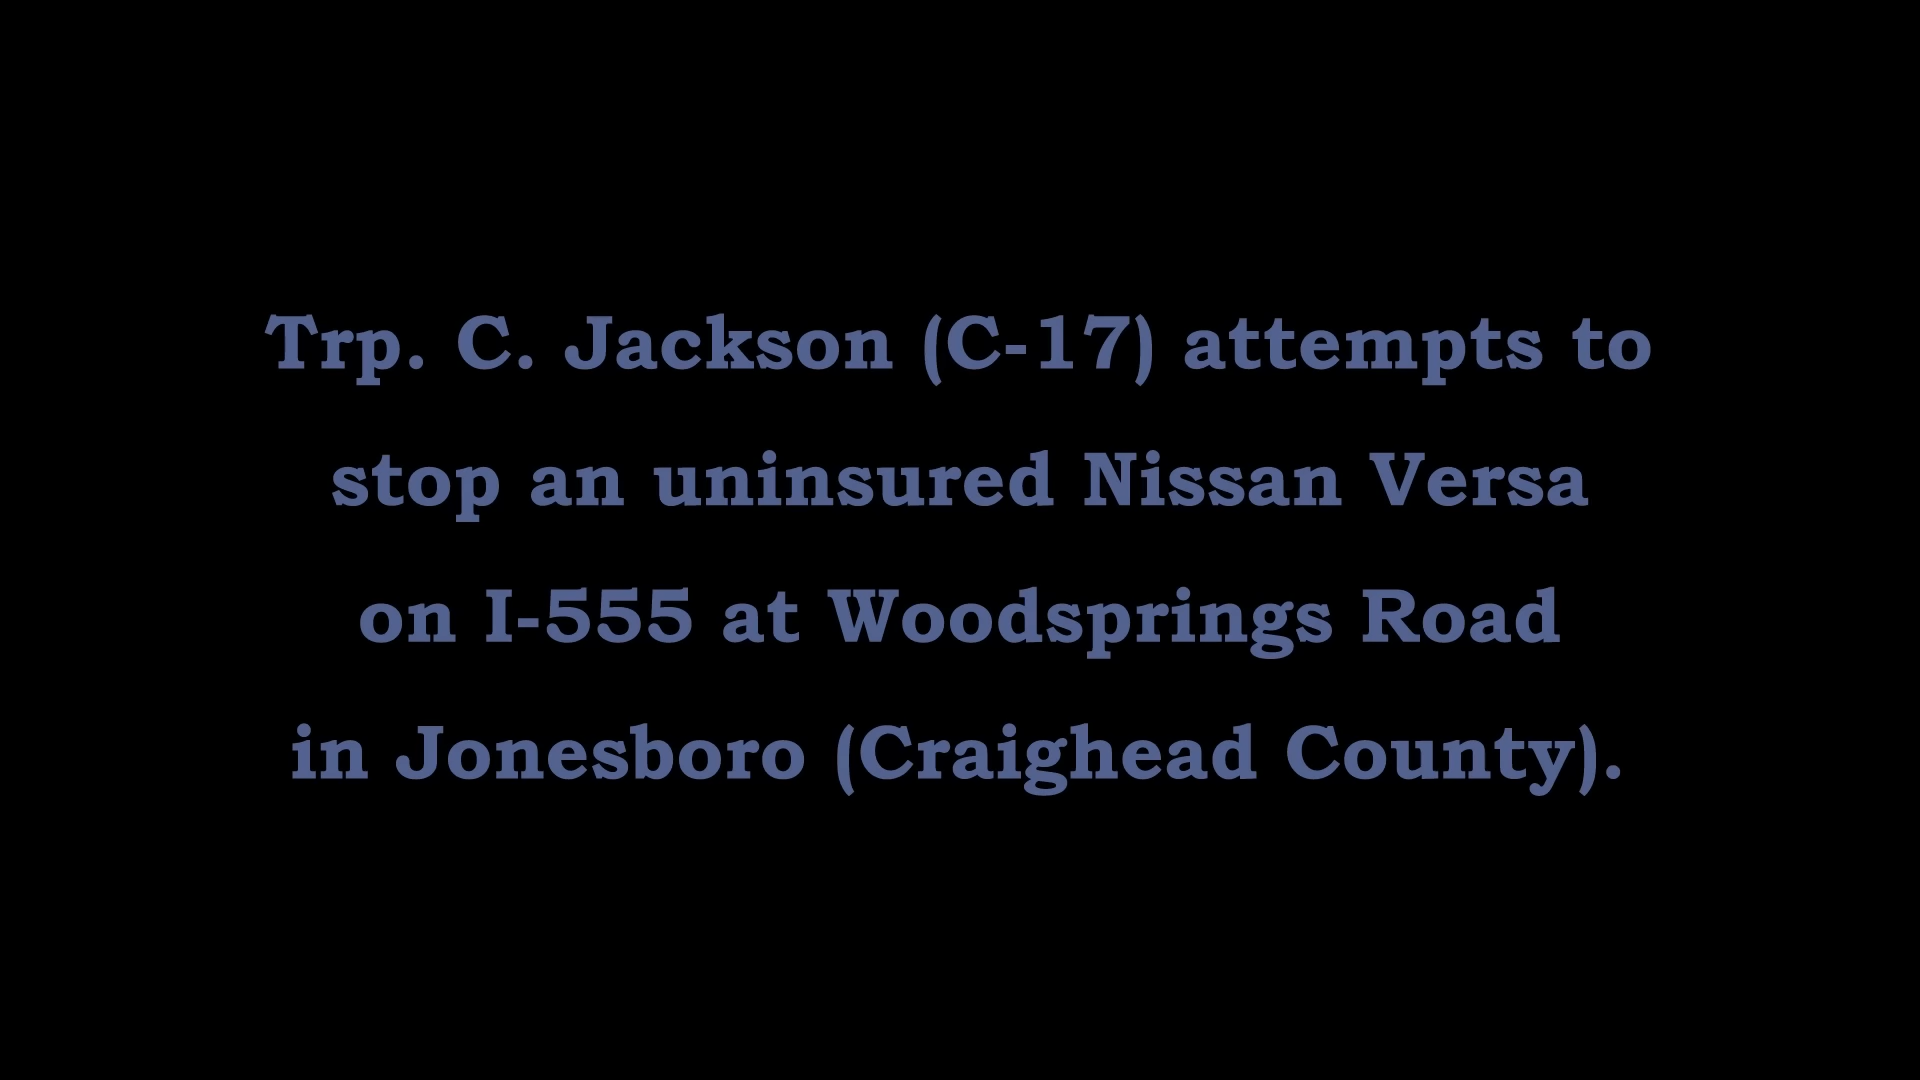 Trp. C. Jackson (C-17) attempts to
stop an uninsured Nissan Versa
on I-555 at Woodsprings Road
in Jonesboro (Craighead County).